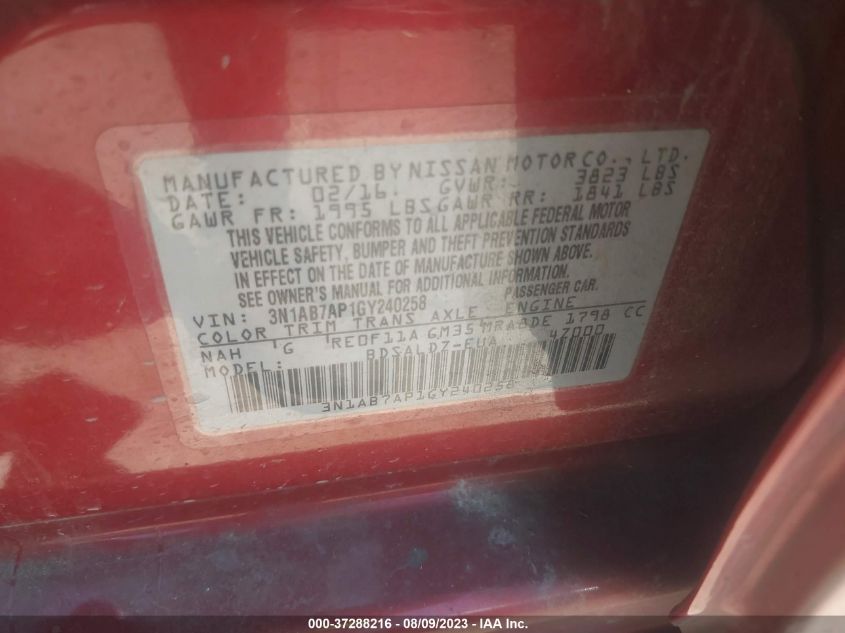 MANUFACTURED BY NISSAN MOTOR CO., LTD.
DATE: 02/16 GVWR: 3823 LBS
GAWR FR: 1995 LBS GAWR RR: 1841 LBS
THIS VEHICLE CONFORMS TO ALL APPLICABLE FEDERAL MOTOR
VEHICLE SAFETY, BUMPER AND THEFT PREVENTION STANDARDS
IN EFFECT ON THE DATE OF MANUFACTURE SHOWN ABOVE.
SEE OWNER'S MANUAL FOR ADDITIONAL INFORMATION.
VIN: 3N1AB7AP1GY240258 PASSENGER CAR.
COLOR TRIM TRANS AXLE ENGINE
NAH G RE0F11A GM35 MRA8DE 1798 CC
MODEL: BDSALDZ-EUA 47000
3N1AB7AP1GY240258
000-37288216 - 08/09/2023 - IAA Inc.